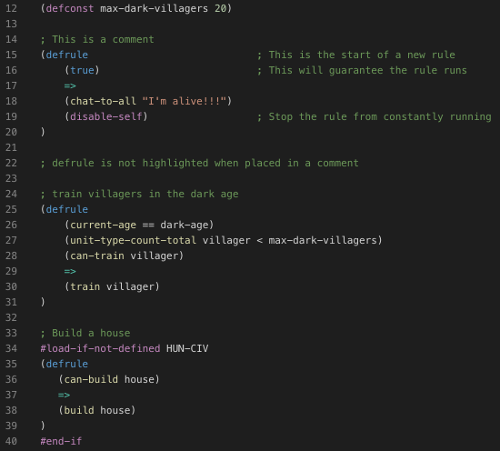 12 (defconst max-dark-villagers 20)
13
14 ; This is a comment
15 (defrule ; This is the start of a new rule
16 (true) ; This will guarantee the rule runs
17 =>
18 (chat-to-all "I'm alive!!!")
19 (disable-self) ; Stop the rule from constantly running
20 )
21
22 ; defrule is not highlighted when placed in a comment
23
24 ; train villagers in the dark age
25 (defrule
26 (current-age == dark-age)
27 (unit-type-count-total villager < max-dark-villagers)
28 (can-train villager)
29 =>
30 (train villager)
31 )
32
33 ; Build a house
34 #load-if-not-defined HUN-CIV
35 (defrule
36 (can-build house)
37 =>
38 (build house)
39 )
40 #end-if